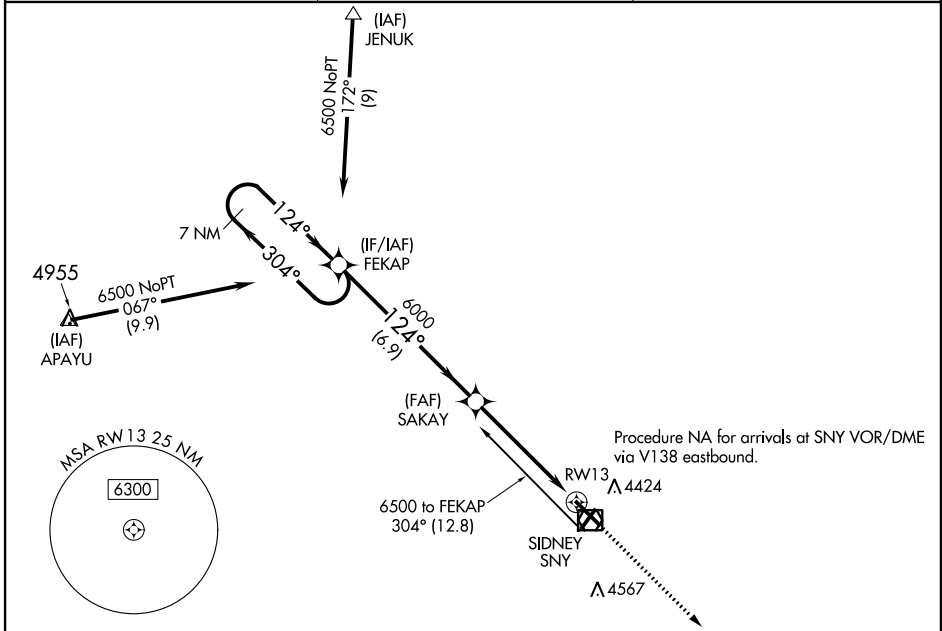 (IAF)
JENUK
6500 NoPT
172°
(9)
124°
7 NM
304°
(IF/IAF)
FEKAP
4955
6500 NoPT
067°
(9.9)
(IAF)
APAYU
6000
124°
(6.9)
(FAF)
SAKAY
MSA RW13 25 NM
6300
Procedure NA for arrivals at SNY VOR/DME
via V138 eastbound.
RW13
4424
6500 to FEKAP
304° (12.8)
SIDNEY
SNY
4567